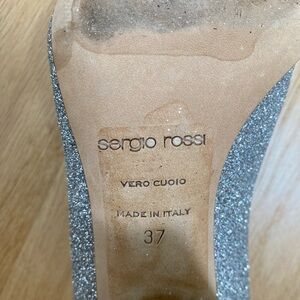 sergio rossi
VERO CUOIO
MADE IN ITALY
37